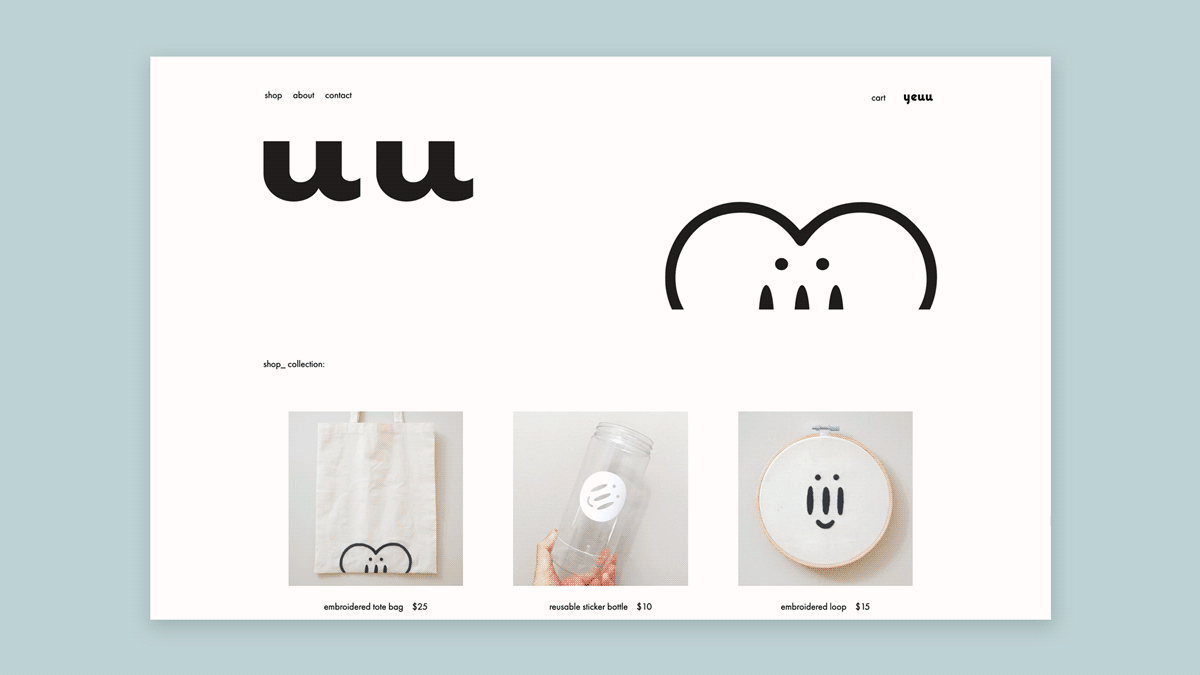 shop about contact
cart yeuu
uu
shop_ collection:
embroidered tote bag $25
reusable sticker bottle $10
embroidered loop $15